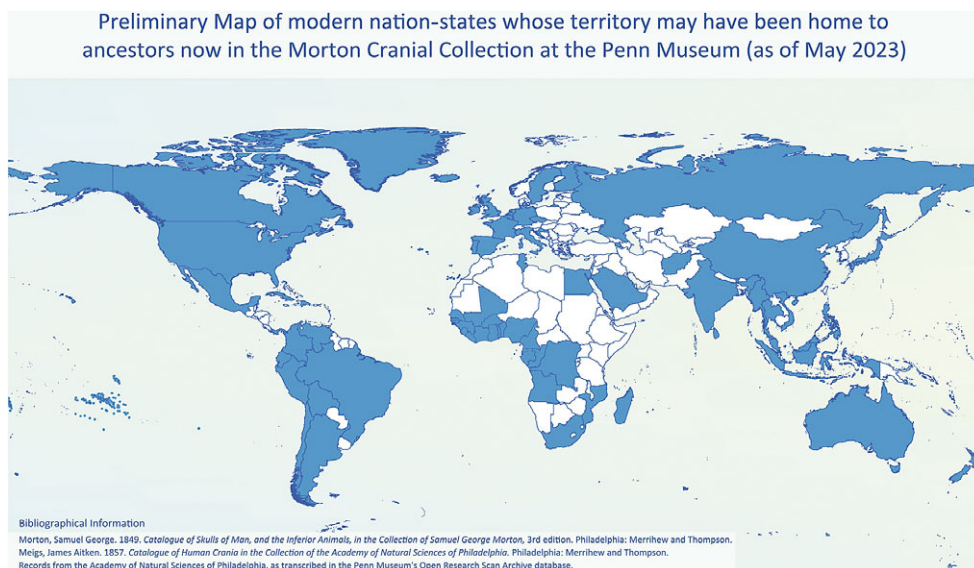 Preliminary Map of modern nation-states whose territory may have been home to
ancestors now in the Morton Cranial Collection at the Penn Museum (as of May 2023)
Bibliographical Information
Morton, Samuel George. 1849. Catalogue of Skulls of Man, and the Inferior Animals, in the Collection of Samuel George Morton, 3rd edition. Philadelphia: Merrihew and Thompson.
Meigs, James Aitken. 1857. Catalogue of Human Crania in the Collection of the Academy of Natural Sciences of Philadelphia. Philadelphia: Merrihew and Thompson.
Records from the Academy of Natural Sciences of Philadelphia, as transcribed in the Penn Museum's Open Research Scan Archive database.